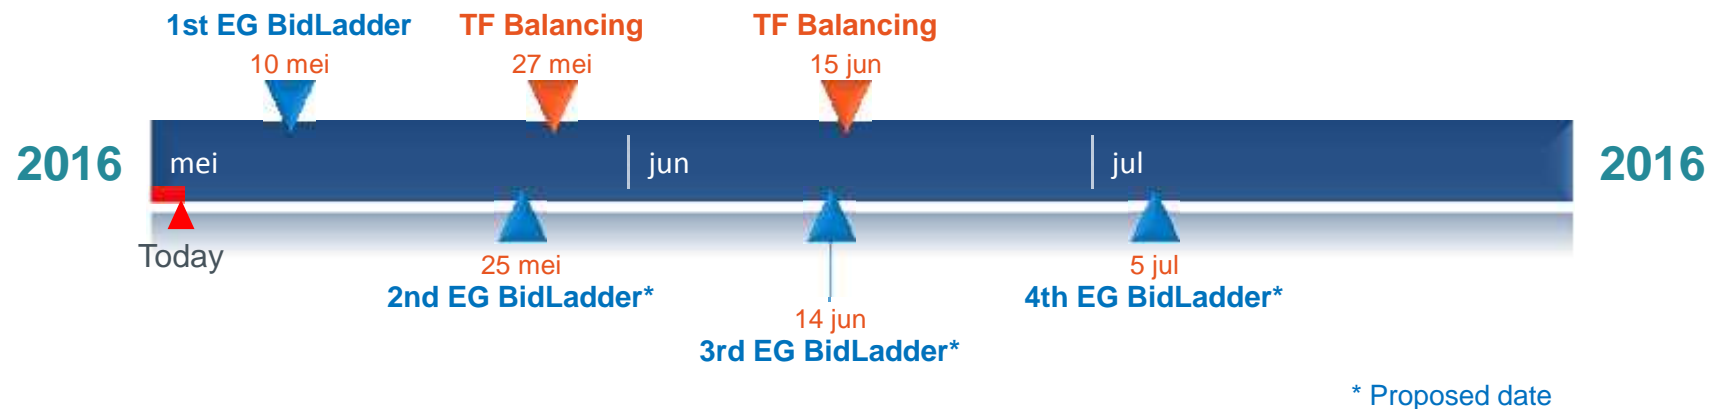 1st EG BidLadder
10 mei
TF Balancing
27 mei
TF Balancing
15 jun
2016
mei
jun
jul
2016
Today
25 mei
2nd EG BidLadder*
14 jun
3rd EG BidLadder*
5 jul
4th EG BidLadder*
* Proposed date